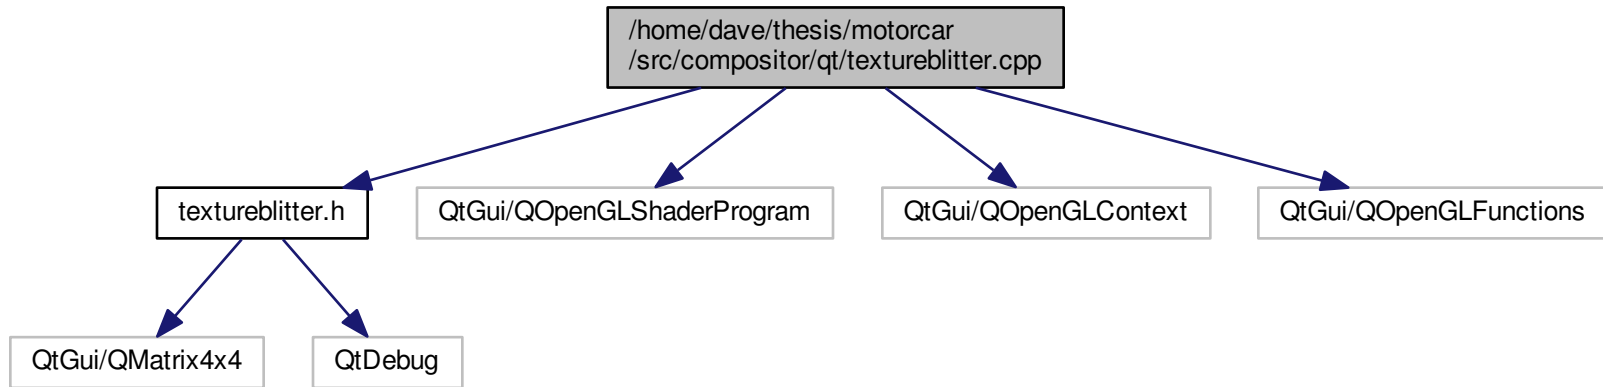 /home/dave/thesis/motorcar
/src/compositor/qt/textureblitter.cpp
textureblitter.h
QtGui/QOpenGLShaderProgram
QtGui/QOpenGLContext
QtGui/QOpenGLFunctions
QtGui/QMatrix4x4
QtDebug